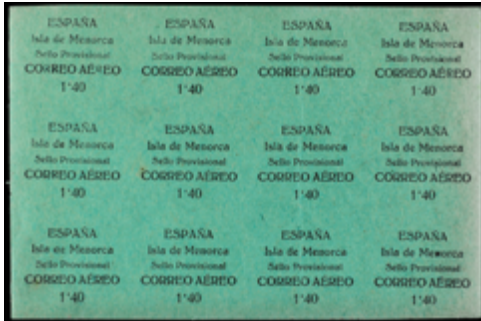 ESPAÑA ESPAÑA ESPAÑA ESPAÑA
Isla de Menorca Isla de Menorca Isla de Menorca Isla de Menorca
Sello Provisional Sello Provisional Sello Provisional Sello Provisional
CORREO AÉREO CORREO AÉREO CORREO AÉREO CORREO AÉREO
1'40 1'40 1'40 1'40
ESPAÑA ESPAÑA ESPAÑA ESPAÑA
Isla de Menorca Isla de Menorca Isla de Menorca Isla de Menorca
Sello Provisional Sello Provisional Sello Provisional Sello Provisional
CORREO AÉREO CORREO AÉREO CORREO AÉREO CORREO AÉREO
1'40 1'40 1'40 1'40
ESPAÑA ESPAÑA ESPAÑA ESPAÑA
Isla de Menorca Isla de Menorca Isla de Menorca Isla de Menorca
Sello Provisional Sello Provisional Sello Provisional Sello Provisional
CORREO AÉREO CORREO AÉREO CORREO AÉREO CORREO AÉREO
1'40 1'40 1'40 1'40